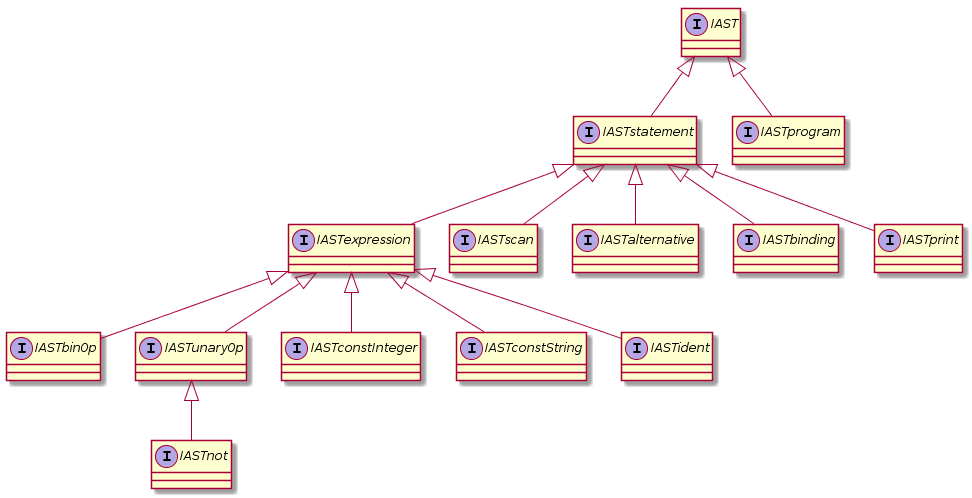 I IAST
I IASTstatement
I IASTprogram
I IASTexpression
I IASTscan
I IASTalternative
I IASTbinding
I IASTprint
I IASTbinOp
I IASTunaryOp
I IASTconstInteger
I IASTconstString
I IASTident
I IASTnot